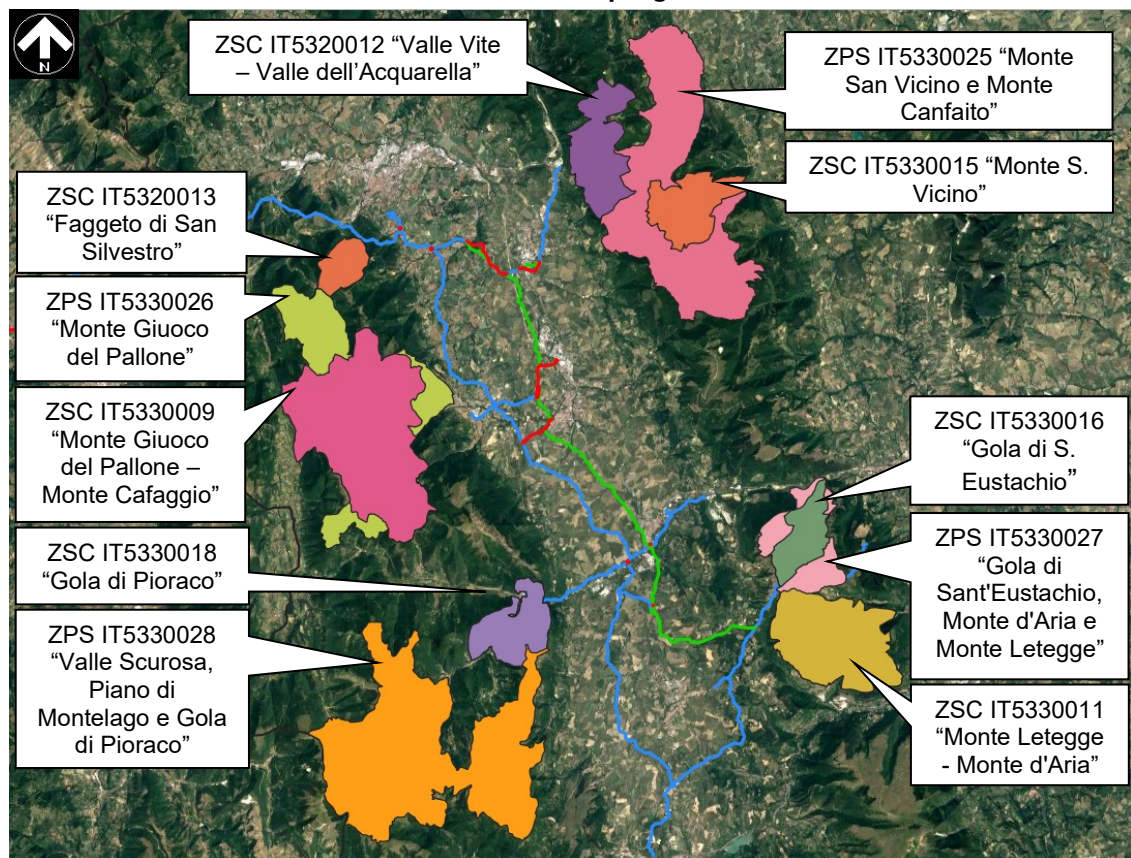 N
ZSC IT5320012 “Valle Vite
– Valle dell’Acquarella”
ZPS IT5330025 “Monte
San Vicino e Monte
Canfaito”
ZSC IT5330015 “Monte S.
Vicino”
ZSC IT5320013
“Faggeto di San
Silvestro”
ZPS IT5330026
“Monte Giuoco
del Pallone”
ZSC IT5330009
“Monte Giuoco
del Pallone –
Monte Cafaggio”
ZSC IT5330018
“Gola di Pioraco”
ZPS IT5330028
“Valle Scurosa,
Piano di
Montelago e Gola
di Pioraco”
ZSC IT5330016
“Gola di S.
Eustachio”
ZPS IT5330027
“Gola di
Sant'Eustachio,
Monte d'Aria e
Monte Letegge”
ZSC IT5330011
“Monte Letegge
- Monte d'Aria”